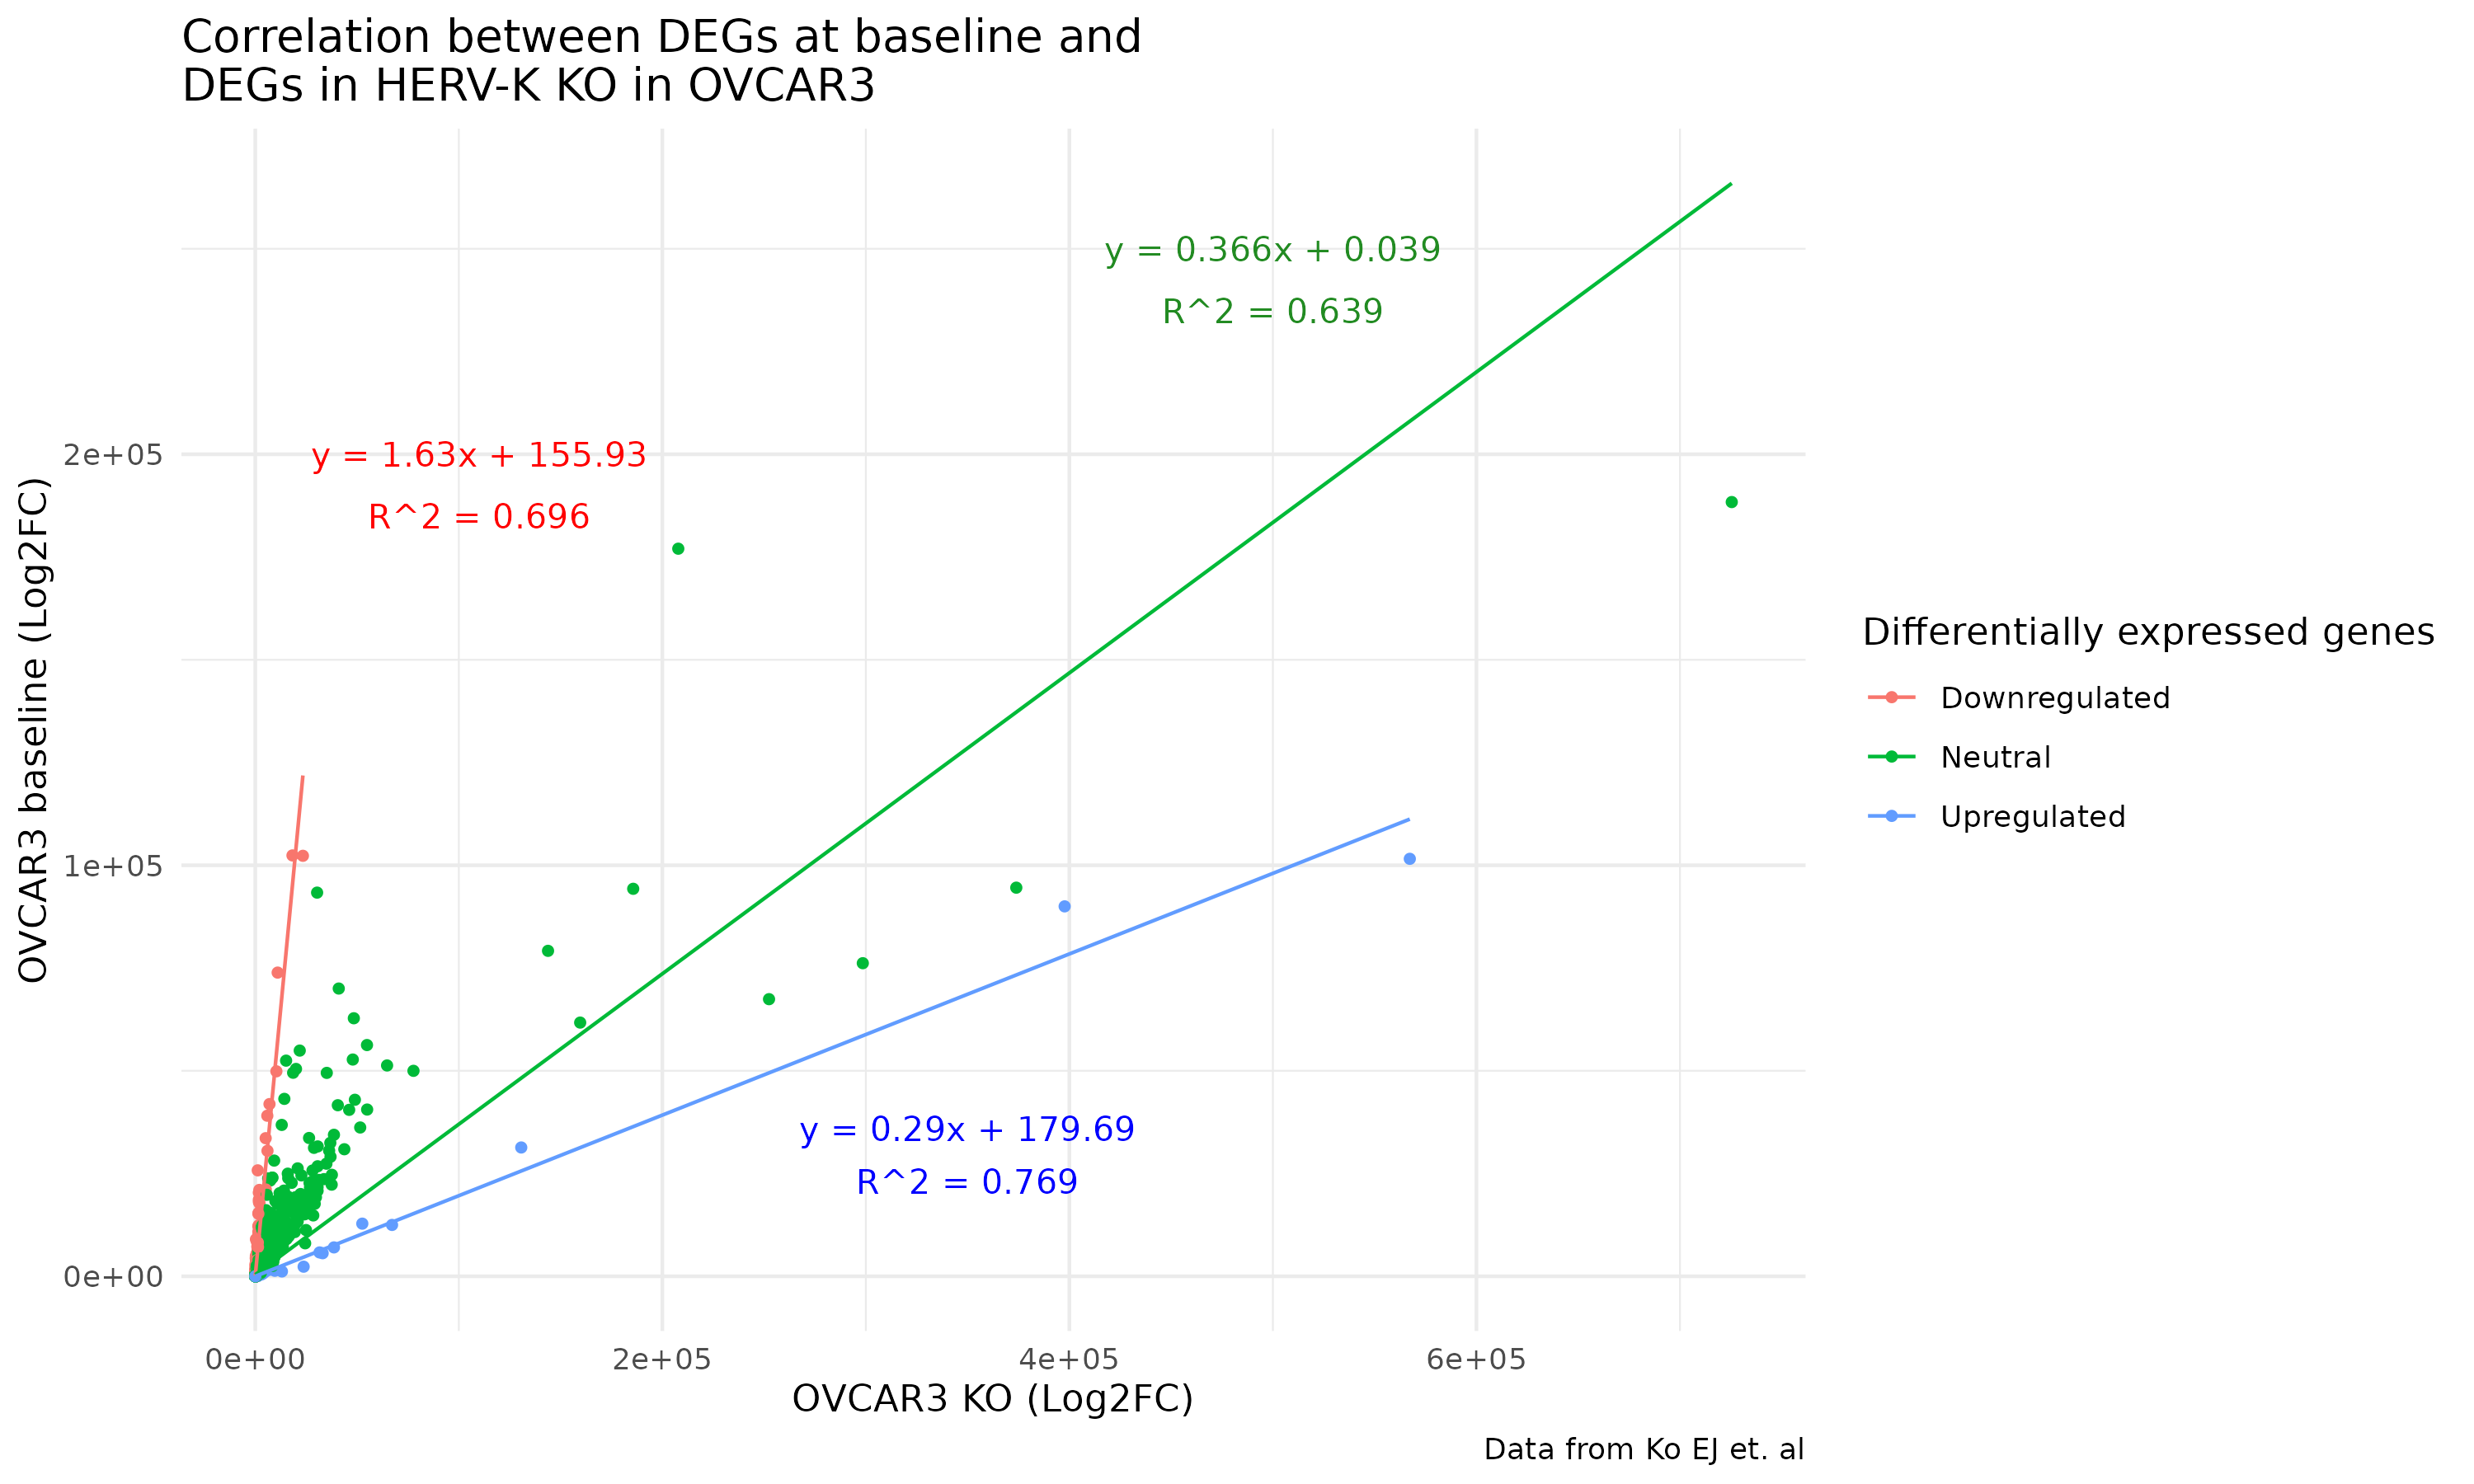 Correlation between DEGs at baseline and
DEGs in HERV-K KO in OVCAR3
y = 0.366x + 0.039
R^2 = 0.639
y = 1.63x + 155.93
R^2 = 0.696
y = 0.29x + 179.69
R^2 = 0.769
OVCAR3 baseline (Log2FC)
2e+05
1e+05
0e+00
0e+00
2e+05
4e+05
6e+05
OVCAR3 KO (Log2FC)
Differentially expressed genes
Downregulated
Neutral
Upregulated
Data from Ko EJ et. al